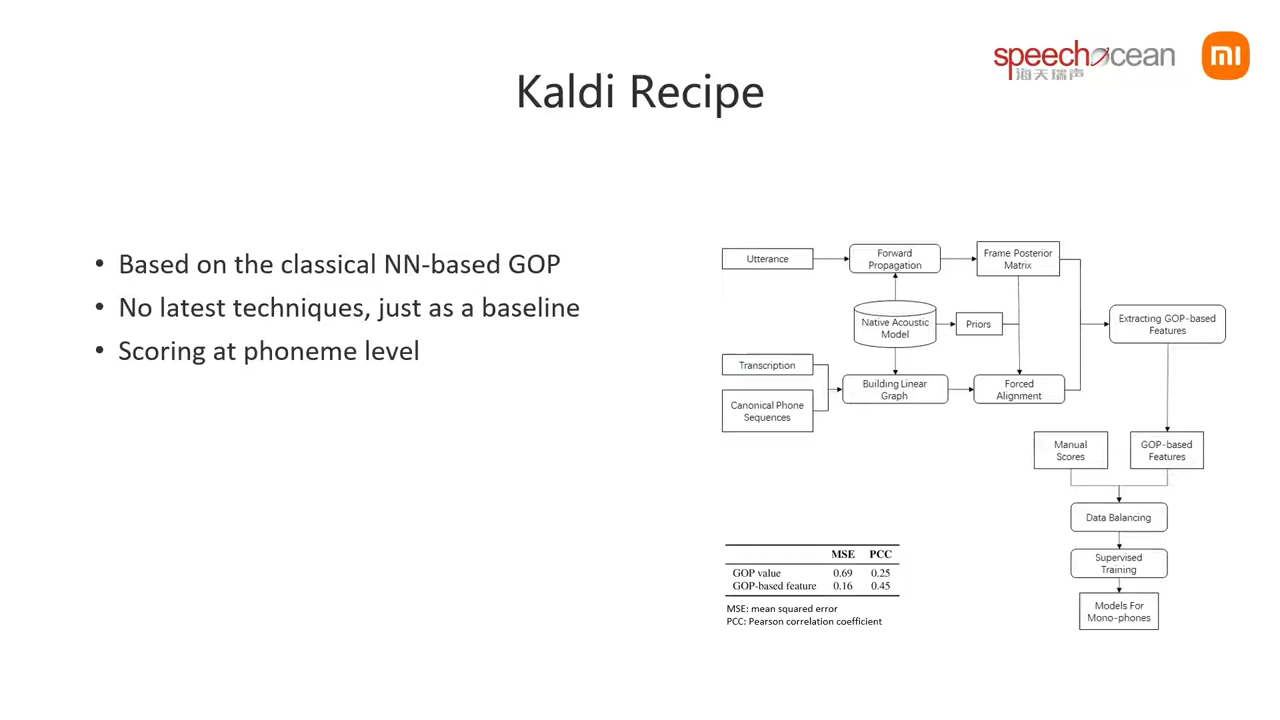 speechocean
海天瑞声
mi
Kaldi Recipe
• Based on the classical NN-based GOP
• No latest techniques, just as a baseline
• Scoring at phoneme level
Utterance
Forward
Propagation
Frame Posterior
Matrix
Native Acoustic
Model
Priors
Extracting GOP-based
Features
Transcription
Canonical Phone
Sequences
Building Linear
Graph
Forced
Alignment
Manual
Scores
GOP-based
Features
Data Balancing
Supervised
Training
Models For
Mono-phones
MSE PCC
GOP value 0.69 0.25
GOP-based feature 0.16 0.45
MSE: mean squared error
PCC: Pearson correlation coefficient